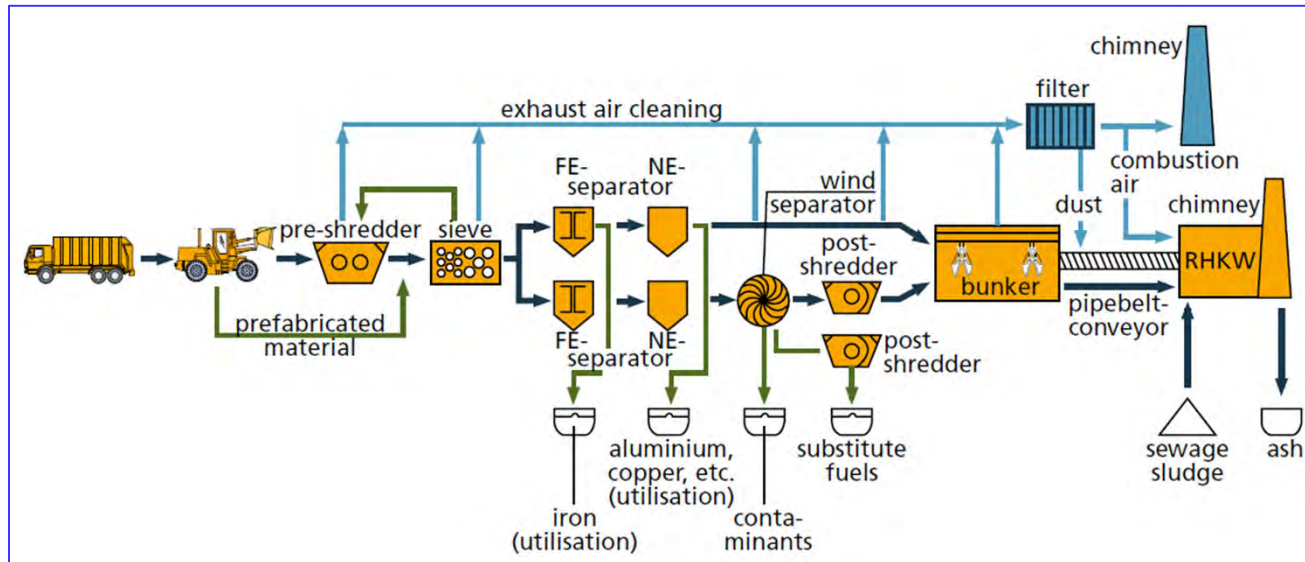 chimney
filter
exhaust air cleaning
combustion
air
FE-
NE-
separator
wind
separator
dust
chimney
pre-shredder
sieve
post-
shredder
RHKW
bunker
pipebelt-
conveyor
prefabricated
material
FE-
NE-
separator
post-
shredder
aluminium,
copper, etc.
(utilisation)
substitute
fuels
sewage
sludge
ash
iron
(utilisation)
conta-
minants